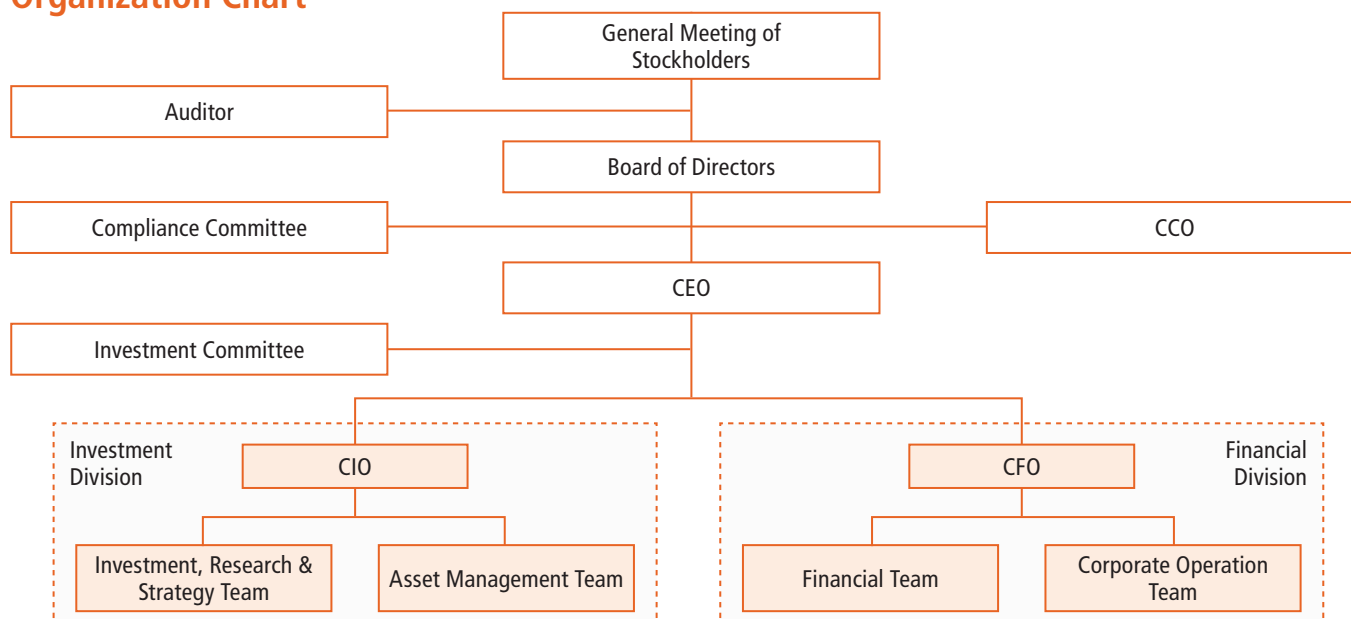 Organization Chart
General Meeting of
Stockholders
Auditor
Board of Directors
Compliance Committee
CCO
CEO
Investment Committee
Investment
Division
CIO
CFO
Financial
Division
Investment, Research &
Strategy Team
Asset Management Team
Financial Team
Corporate Operation
Team